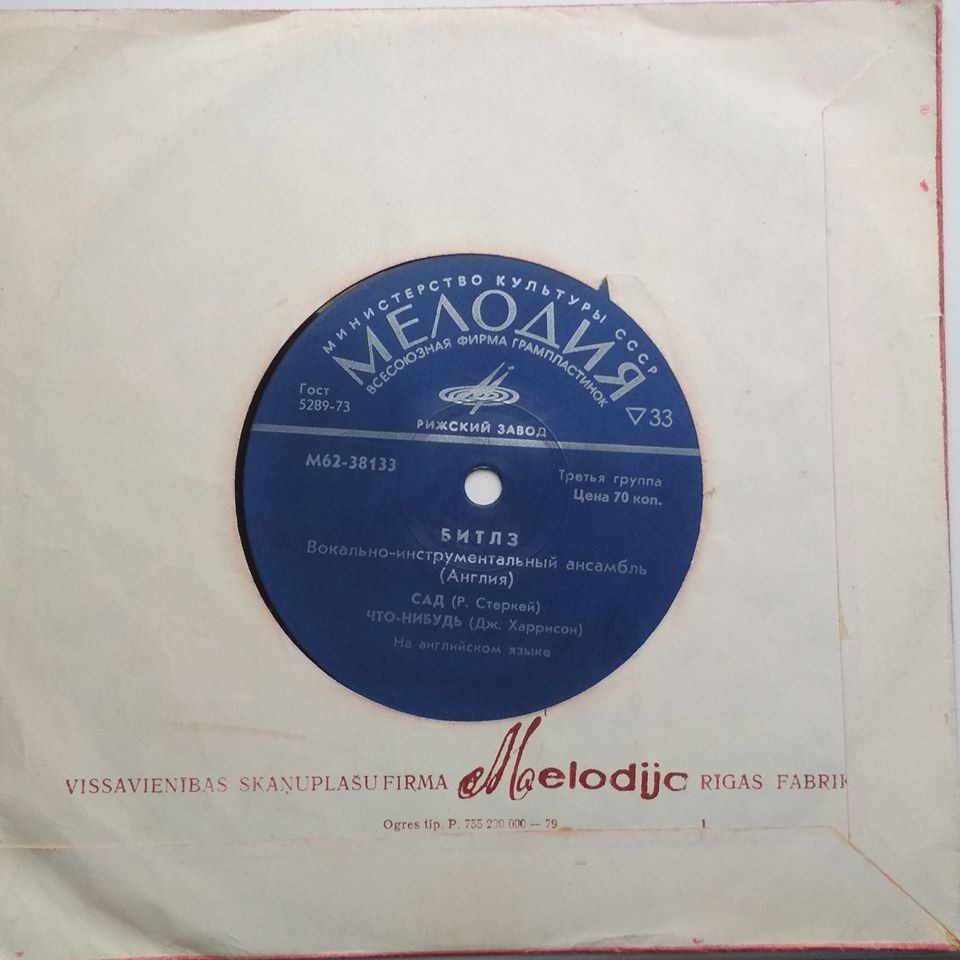 МИНИСТЕРСТВО КУЛЬТУРЫ СССР
МЕЛОДИЯ
ВСЕСОЮЗНАЯ ФИРМА ГРАМПЛАСТИНОК
Гост
5289-73
▽33
РИЖСКИЙ ЗАВОД
М62-38133
Третья группа
Цена 70 коп.
БИТЛЗ
Вокально-инструментальный ансамбль
(Англия)
САД (Р. Стеркей)
ЧТО-НИБУДЬ (Дж. Харрисон)
На английском языке
VISSAVIENĪBAS SKAŅUPLAŠU FIRMA Melodija RĪGAS FABRIK
Ogres tip. P. 755 200 000 — 79 1